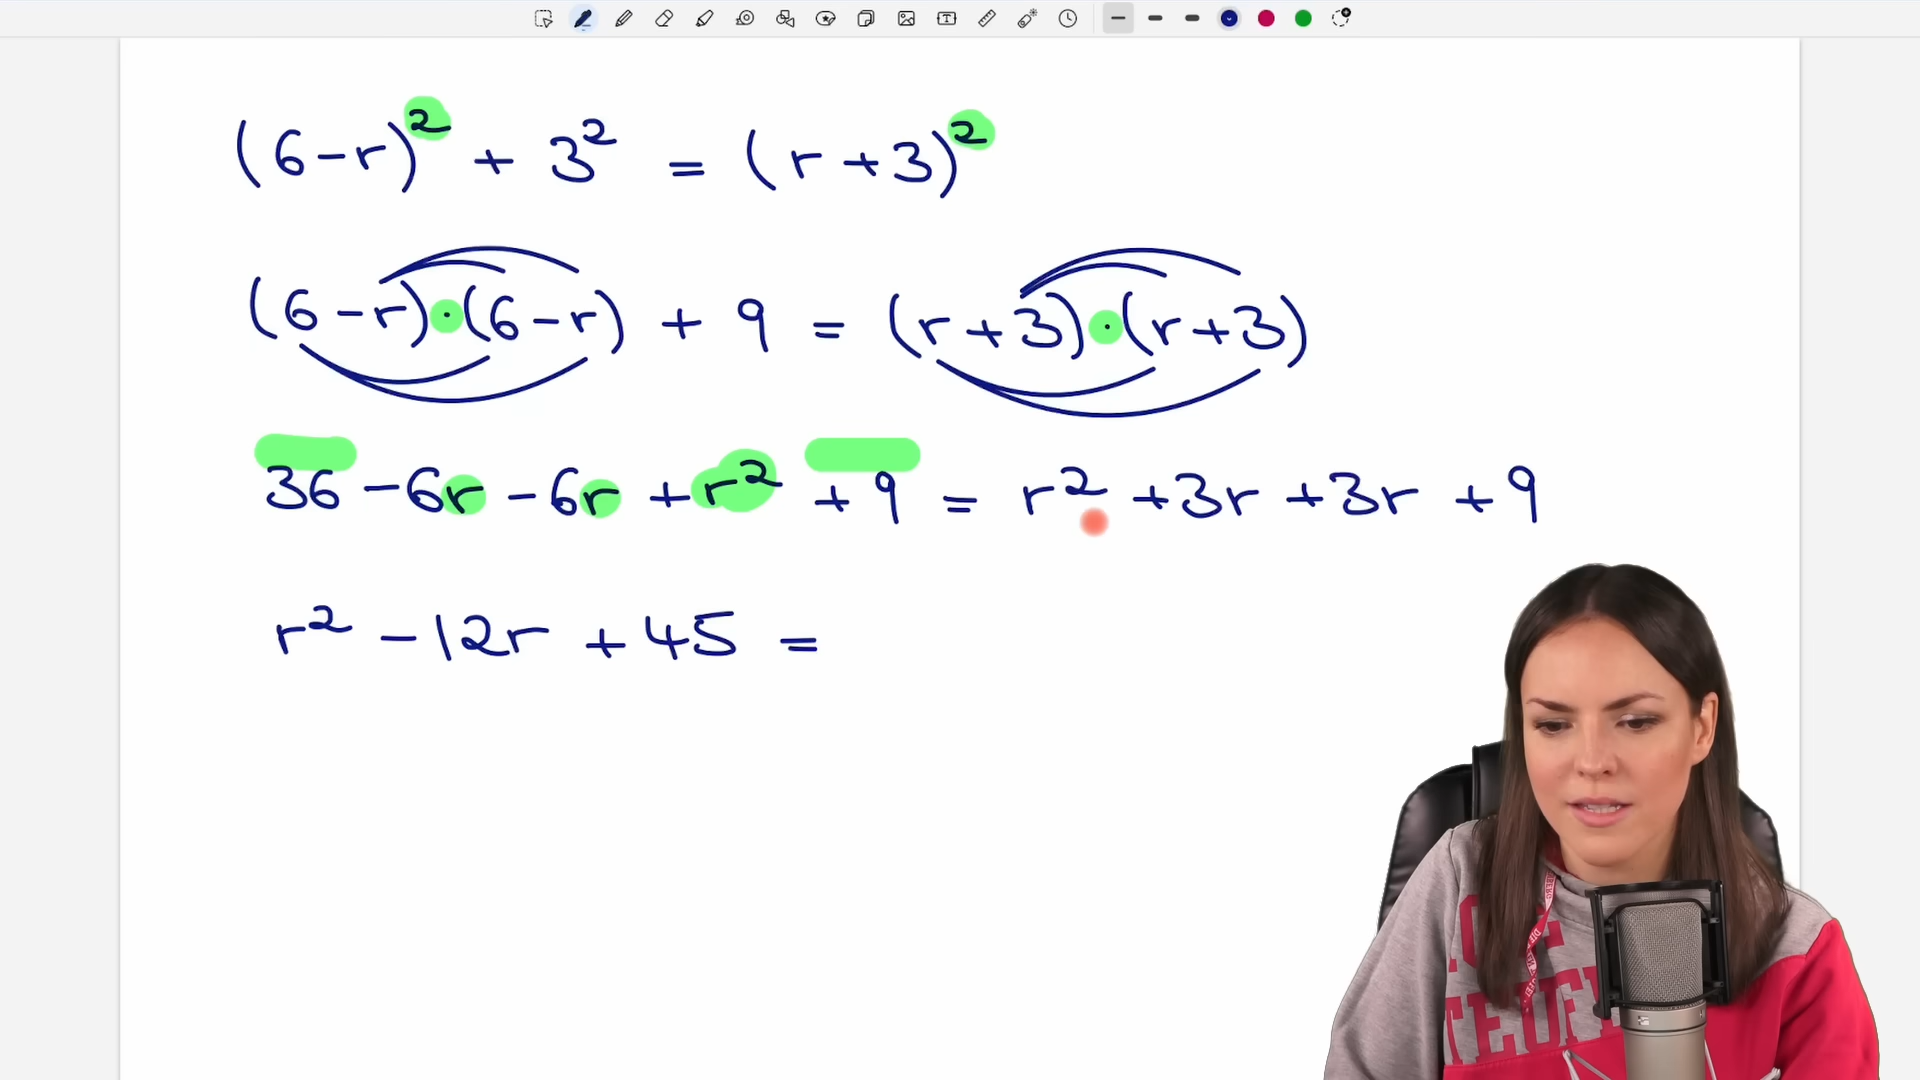 (6-r)² + 3² = (r+3)²
(6-r)·(6-r) + 9 = (r+3)·(r+3)
36 -6r -6r +r² +9 = r² +3r +3r +9
r² -12r +45 =